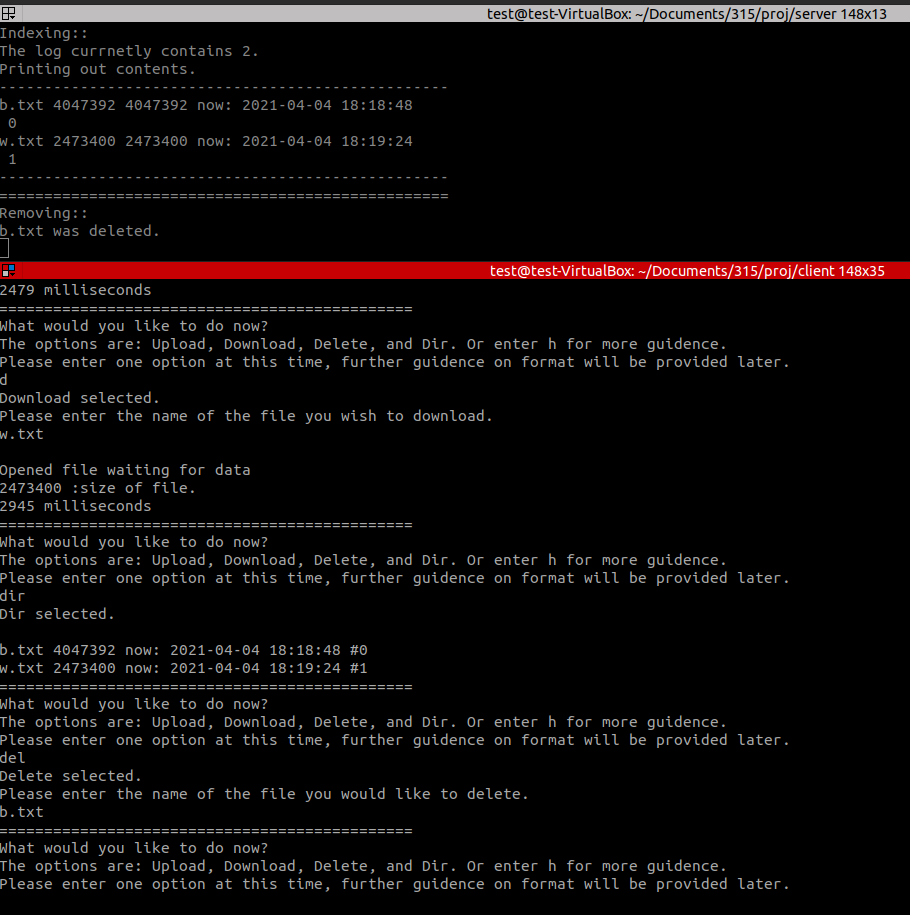 test@test-VirtualBox: ~/Documents/315/proj/server 148x13
Indexing::
The log currnetly contains 2.
Printing out contents.
--------------------------------------------------
b.txt 4047392 4047392 now: 2021-04-04 18:18:48
 0
w.txt 2473400 2473400 now: 2021-04-04 18:19:24
 1
--------------------------------------------------
==================================================
Removing::
b.txt was deleted.
test@test-VirtualBox: ~/Documents/315/proj/client 148x35
2479 milliseconds
==============================================
What would you like to do now?
The options are: Upload, Download, Delete, and Dir. Or enter h for more guidence.
Please enter one option at this time, further guidence on format will be provided later.
d
Download selected.
Please enter the name of the file you wish to download.
w.txt
Opened file waiting for data
2473400 :size of file.
2945 milliseconds
==============================================
What would you like to do now?
The options are: Upload, Download, Delete, and Dir. Or enter h for more guidence.
Please enter one option at this time, further guidence on format will be provided later.
dir
Dir selected.
b.txt 4047392 now: 2021-04-04 18:18:48 #0
w.txt 2473400 now: 2021-04-04 18:19:24 #1
==============================================
What would you like to do now?
The options are: Upload, Download, Delete, and Dir. Or enter h for more guidence.
Please enter one option at this time, further guidence on format will be provided later.
del
Delete selected.
Please enter the name of the file you would like to delete.
b.txt
==============================================
What would you like to do now?
The options are: Upload, Download, Delete, and Dir. Or enter h for more guidence.
Please enter one option at this time, further guidence on format will be provided later.